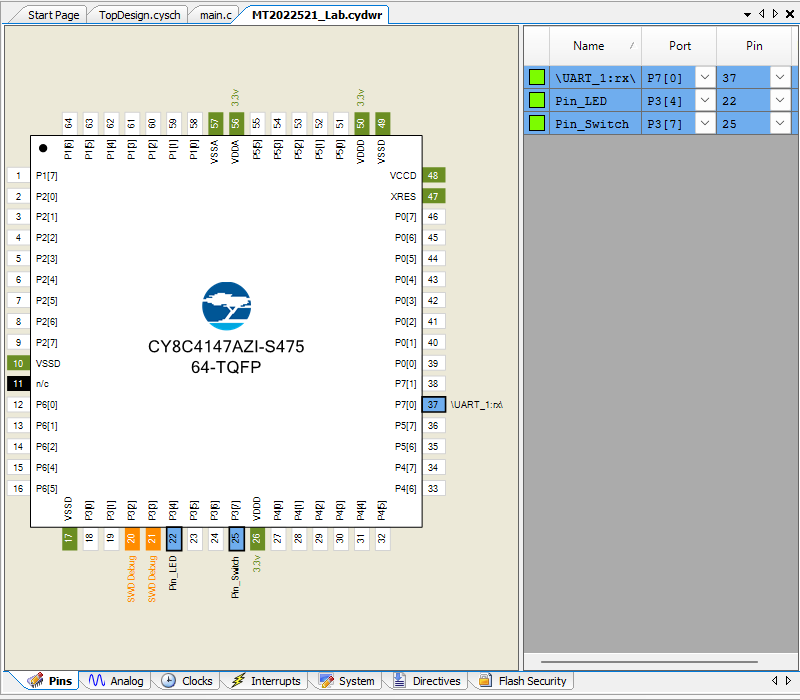 Start Page TopDesign.cysch main.c MT2022521_Lab.cydwr
Name / Port Pin
\UART_1:rx\ P7[0] 37
Pin_LED P3[4] 22
Pin_Switch P3[7] 25
3.3v 3.3v
64 63 62 61 60 59 58 57 56 55 54 53 52 51 50 49
P1[6] P1[5] P1[4] P1[3] P1[2] P1[1] P1[0] VSSA VDDA P5[5] P5[3] P5[2] P5[1] P5[0] VDDD VSSD
1 P1[7] VCCD 48
2 P2[0] XRES 47
3 P2[1] P0[7] 46
4 P2[2] P0[6] 45
5 P2[3] P0[5] 44
6 P2[4] P0[4] 43
7 P2[5] P0[3] 42
8 P2[6] P0[2] 41
9 P2[7] P0[1] 40
CY8C4147AZI-S475
64-TQFP
10 VSSD P0[0] 39
11 n/c P7[1] 38
12 P6[0] P7[0] 37 \UART_1:rx\
13 P6[1] P5[7] 36
14 P6[2] P5[6] 35
15 P6[4] P4[7] 34
16 P6[5] P4[6] 33
VSSD P3[0] P3[1] P3[2] P3[3] P3[4] P3[5] P3[6] P3[7] VDDD P4[0] P4[1] P4[2] P4[3] P4[4] P4[5]
17 18 19 20 21 22 23 24 25 26 27 28 29 30 31 32
SWD Debug SWD Debug Pin_LED Pin_Switch 3.3v
Pins Analog Clocks Interrupts System Directives Flash Security